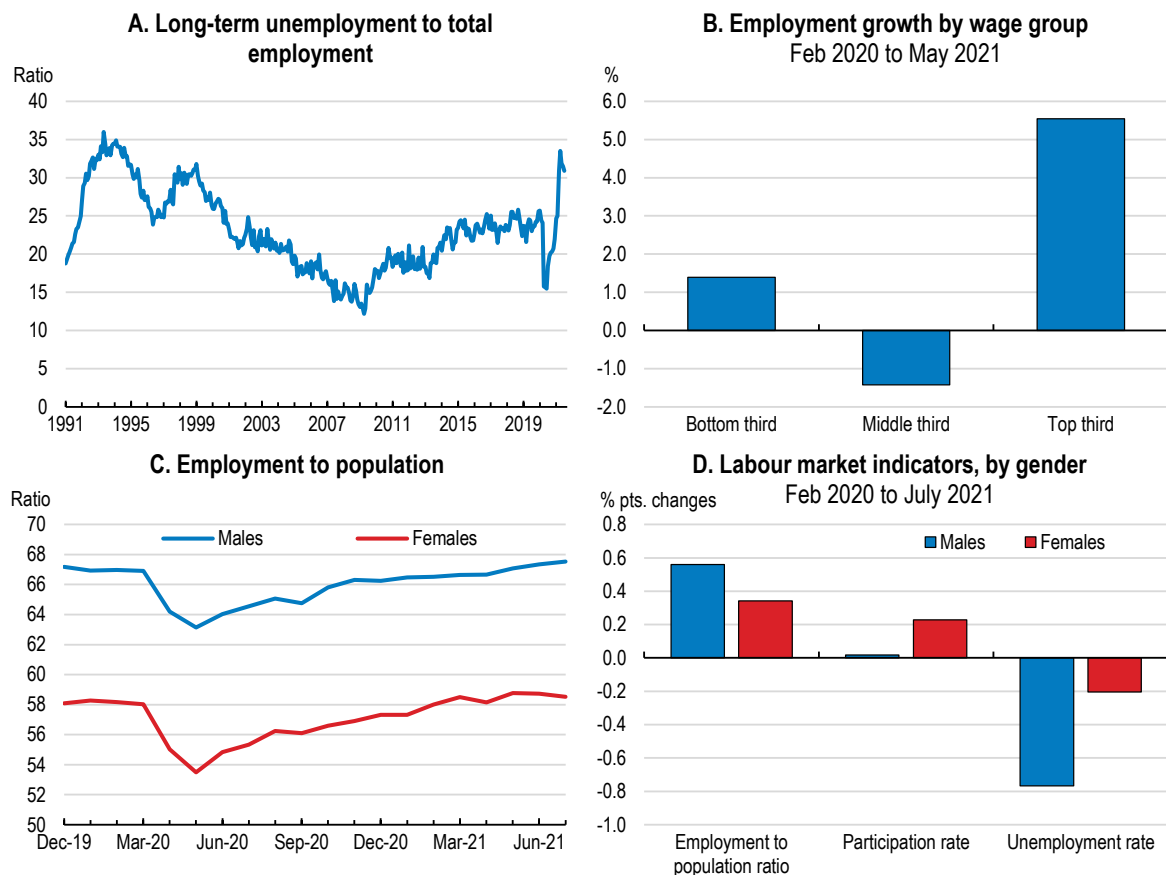 A. Long-term unemployment to total
employment
Ratio
40
35
30
25
20
15
10
5
0
1991 1995 1999 2003 2007 2011 2015 2019
B. Employment growth by wage group
Feb 2020 to May 2021
%
6.0
5.0
4.0
3.0
2.0
1.0
0.0
-1.0
-2.0
Bottom third Middle third Top third
C. Employment to population
Ratio
70
68
66
64
62
60
58
56
54
52
50
Males Females
Dec-19 Mar-20 Jun-20 Sep-20 Dec-20 Mar-21 Jun-21
D. Labour market indicators, by gender
Feb 2020 to July 2021
% pts. changes
0.8
0.6
0.4
0.2
0.0
-0.2
-0.4
-0.6
-0.8
-1.0
Males Females
Employment to
population ratio
Participation rate
Unemployment rate